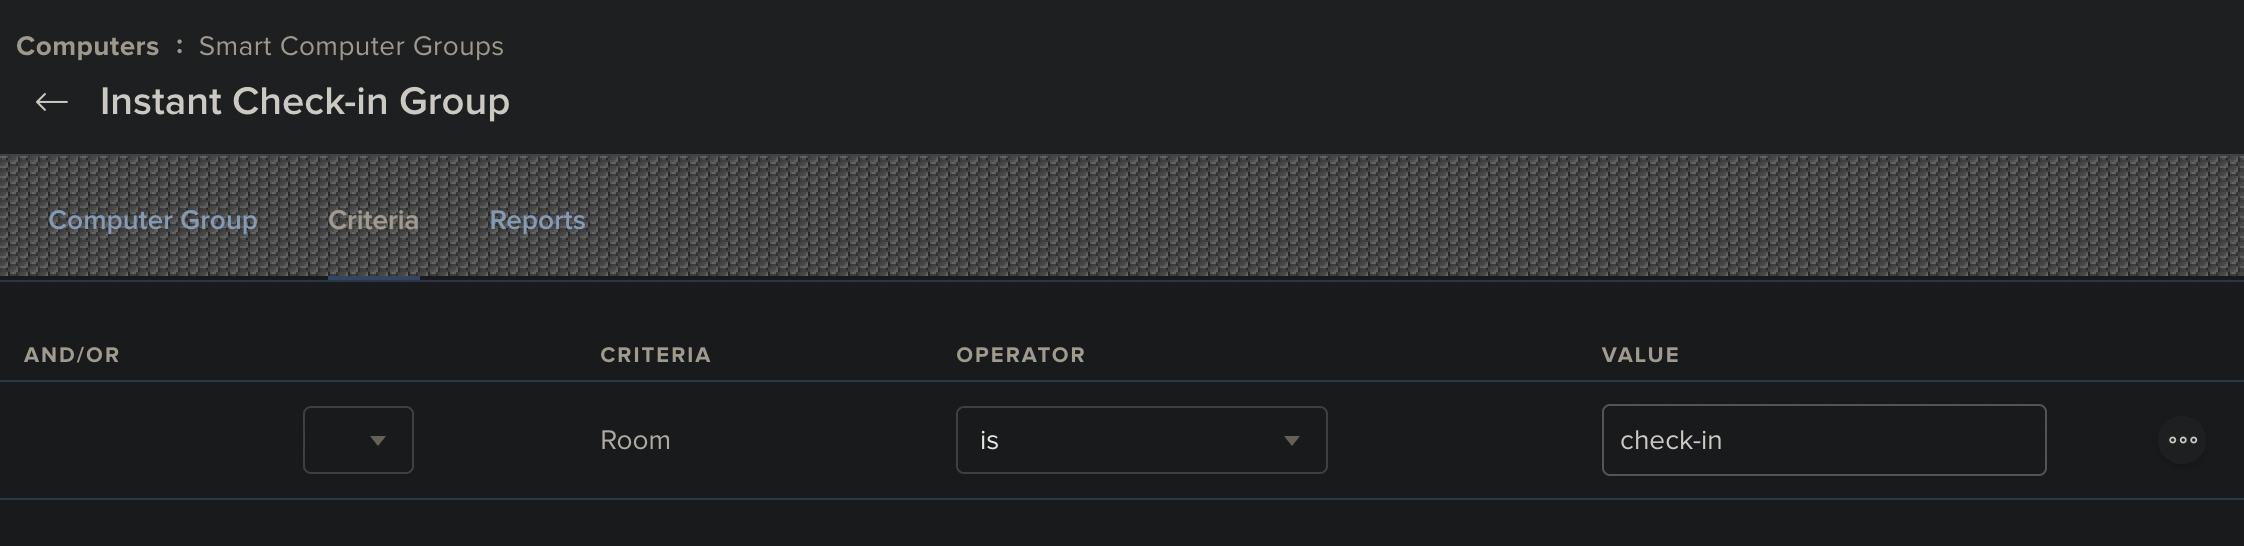 Computers : Smart Computer Groups
Instant Check-in Group
Computer Group Criteria Reports
AND/OR CRITERIA OPERATOR VALUE
Room is check-in